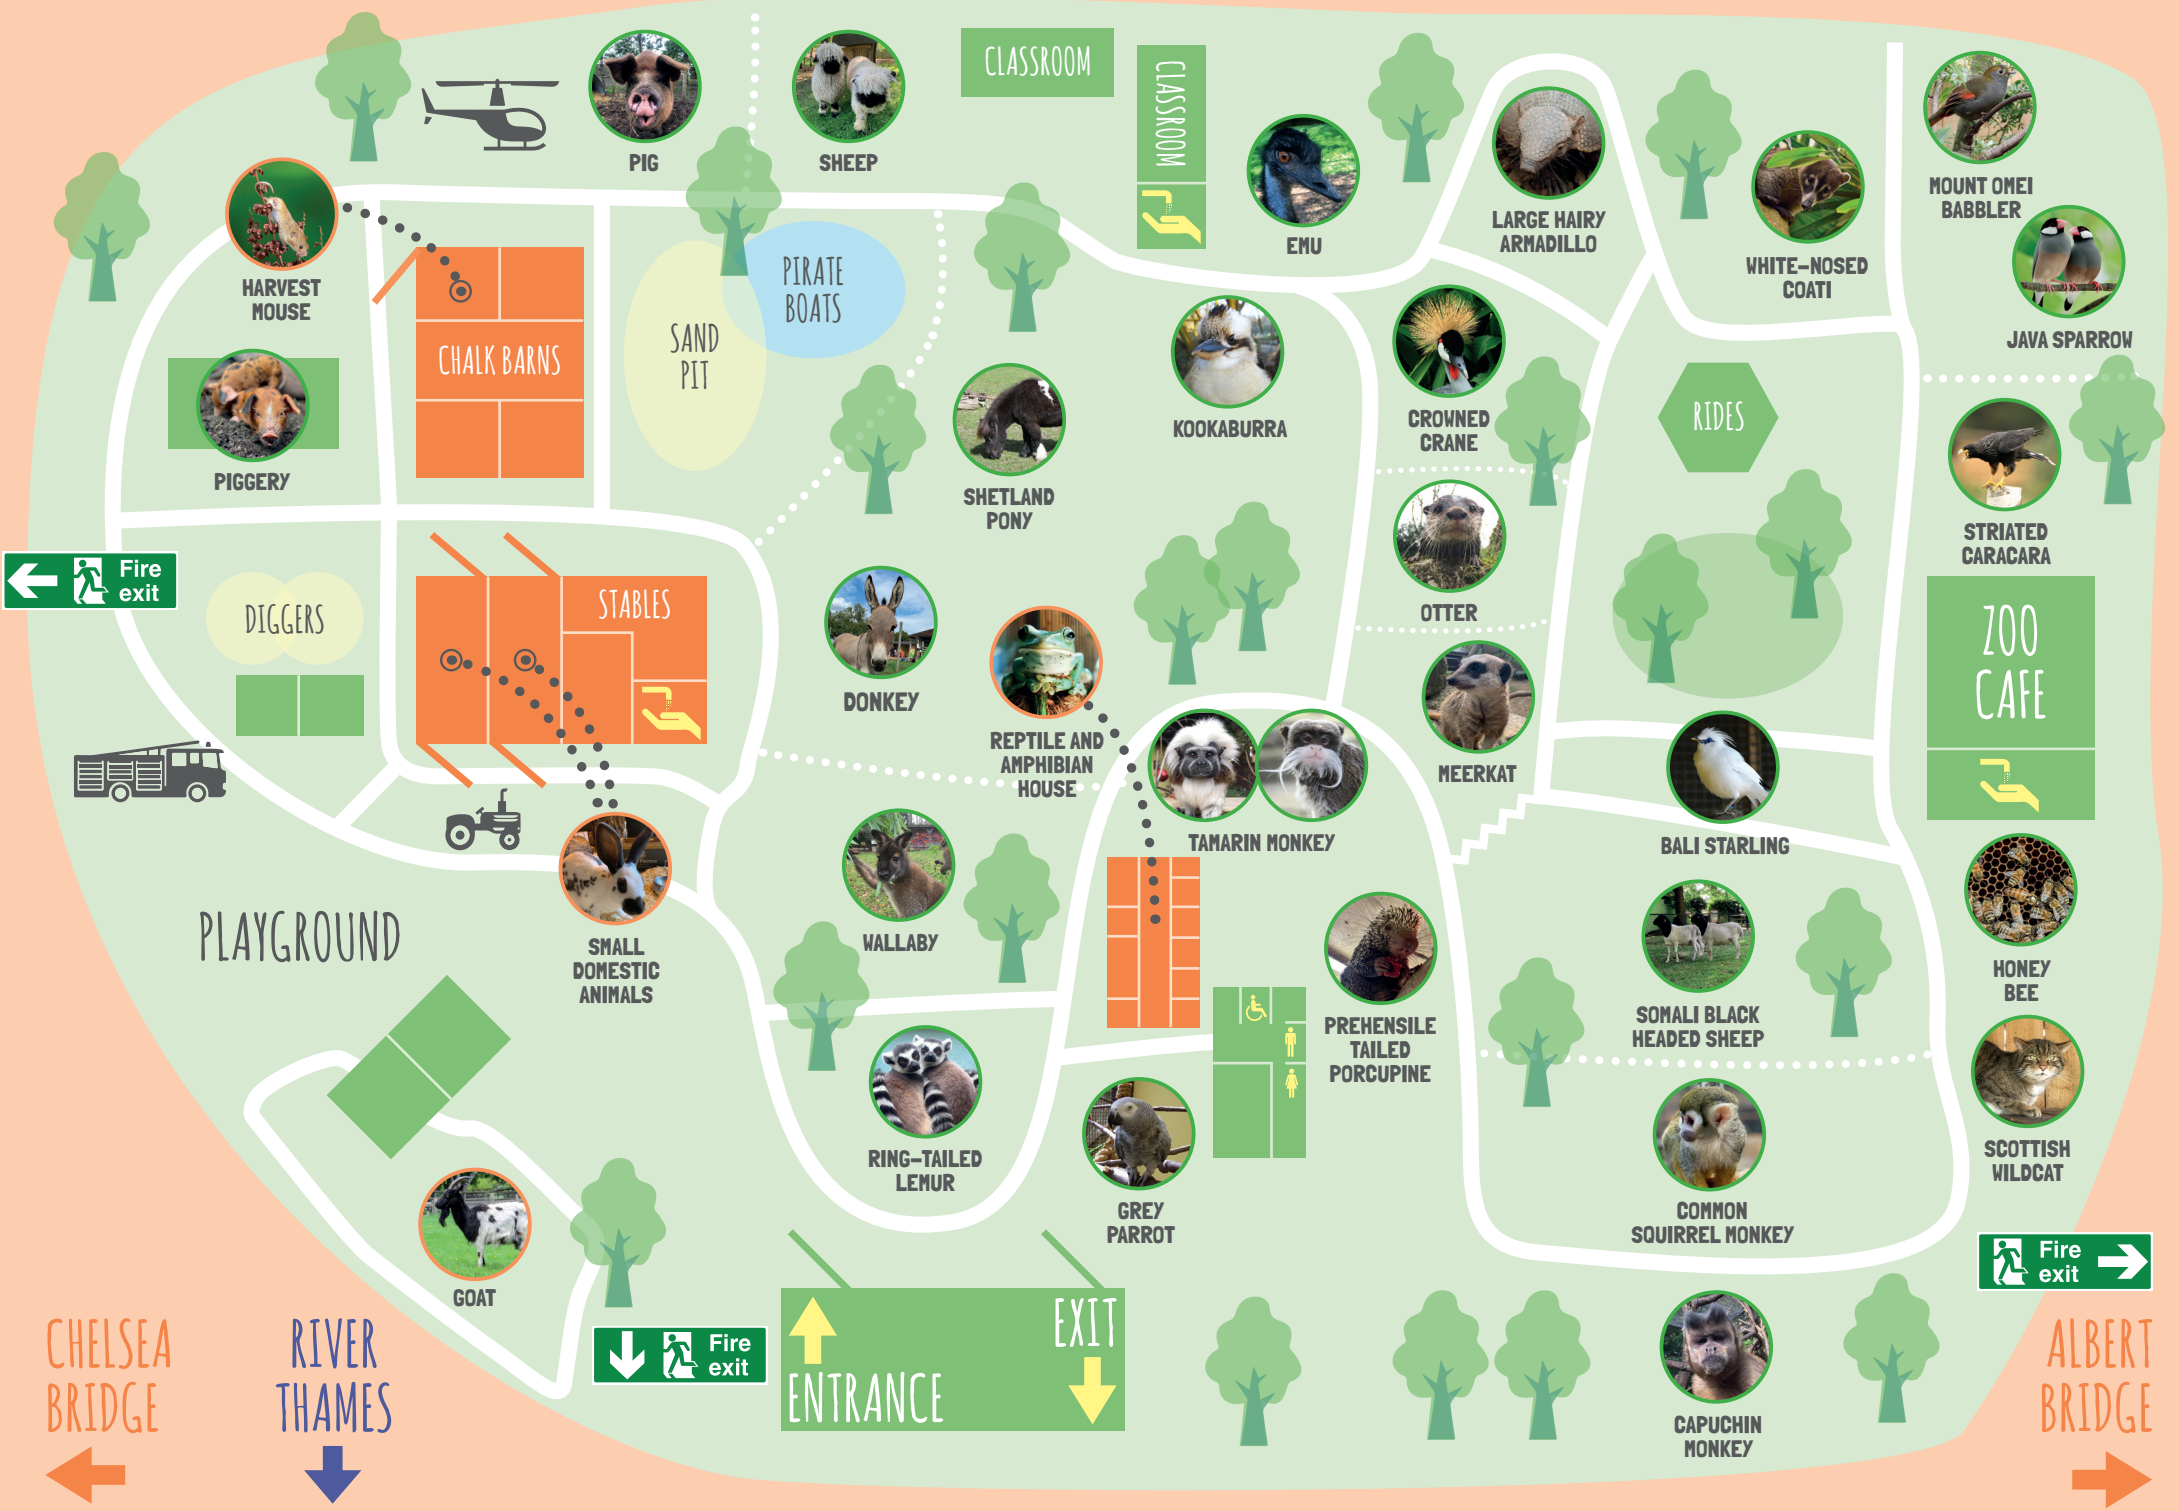 PIG
SHEEP
CLASSROOM
CLASSROOM
EMU
LARGE HAIRY
ARMADILLO
WHITE-NOSED
COATI
MOUNT OMEI
BABBLER
JAVA SPARROW
HARVEST
MOUSE
PIRATE
BOATS
SAND
PIT
CHALK BARNS
PIGGERY
SHETLAND
PONY
KOOKABURRA
CROWNED
CRANE
RIDES
STRIATED
CARACARA
OTTER
Fire
exit
DIGGERS
STABLES
DONKEY
REPTILE AND
AMPHIBIAN
HOUSE
MEERKAT
ZOO
CAFE
TAMARIN MONKEY
BALI STARLING
WALLABY
PLAYGROUND
SMALL
DOMESTIC
ANIMALS
PREHENSILE
TAILED
PORCUPINE
SOMALI BLACK
HEADED SHEEP
HONEY
BEE
RING-TAILED
LEMUR
GREY
PARROT
COMMON
SQUIRREL MONKEY
SCOTTISH
WILDCAT
GOAT
Fire
exit
CHELSEA
BRIDGE
RIVER
THAMES
Fire
exit
ENTRANCE
EXIT
CAPUCHIN
MONKEY
ALBERT
BRIDGE